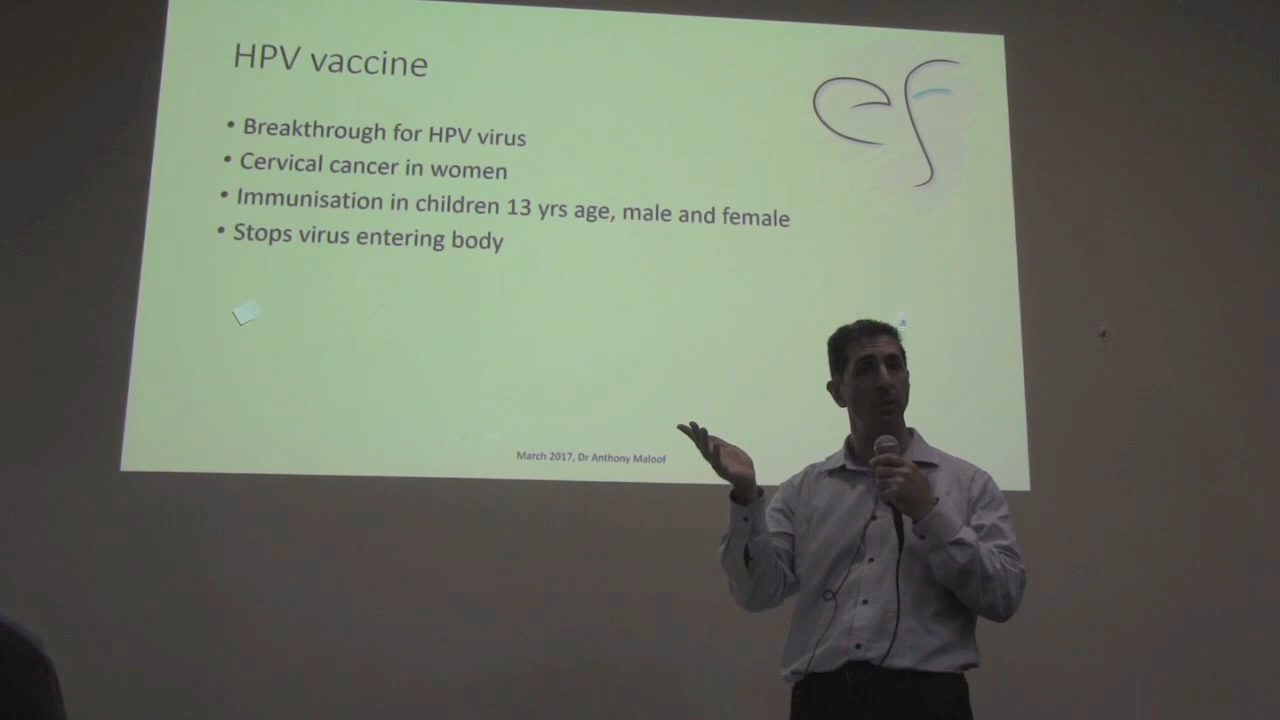 HPV vaccine
• Breakthrough for HPV virus
• Cervical cancer in women
• Immunisation in children 13 yrs age, male and female
• Stops virus entering body
ef
March 2017, Dr Anthony Maloof